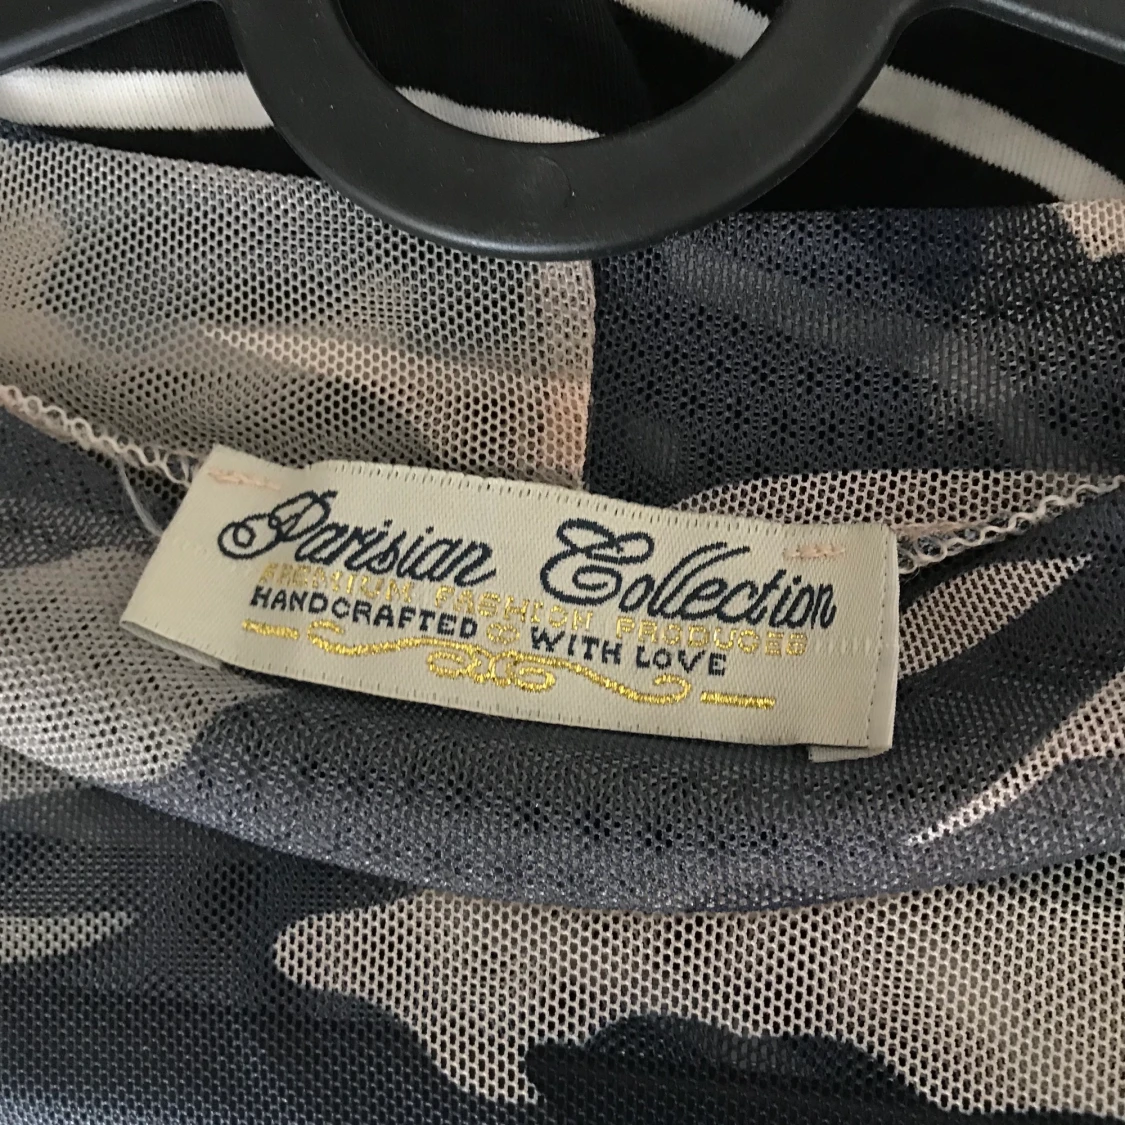 Parisian Collection
PREMIUM FASHION PRODUCES
HANDCRAFTED WITH LOVE